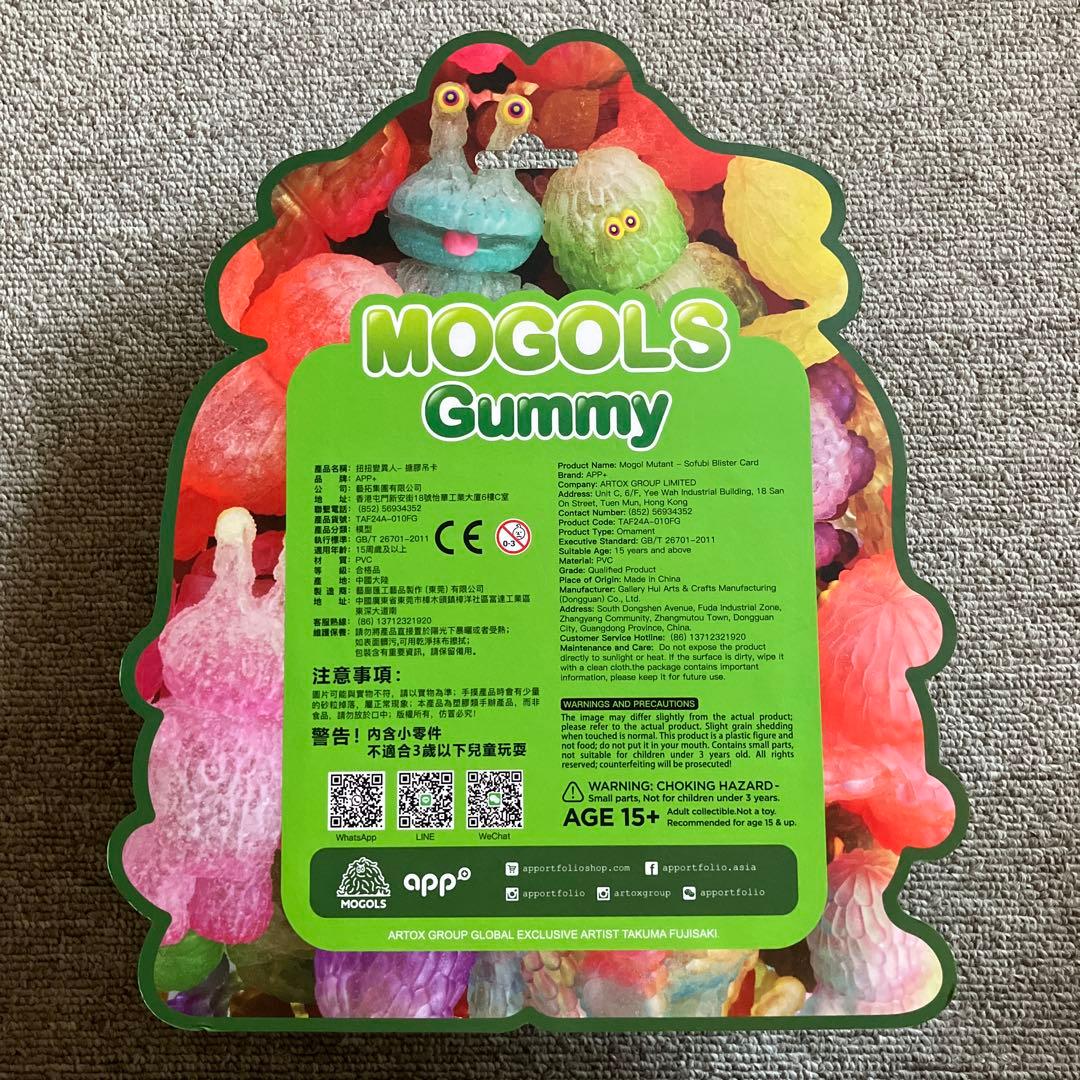 MOGOLS
Gummy
產品名稱：扭扭變異人- 搪膠吊卡
品　　牌：APP+
公　　司：藝拓集團有限公司
地　　址：香港屯門新安街18號怡華工業大廈6樓C室
聯繫電話：(852) 56934352
產品貨號：TAF24A-010FG
產品分類：模型
執行標準：GB/T 26701-2011
適用年齡：15周歲及以上
材　　質：PVC
等　　級：合格品
產　　地：中國大陸
製 造 商：藝廊匯工藝品製作 (東莞) 有限公司
地　　址：中國廣東省東莞市樟木頭鎮樟洋社區富達工業區
東深大道南
客服熱線：(86) 13712321920
維護保養：請勿將產品直接置於陽光下暴曬或者受熱；
如表面髒污,可用乾淨抹布擦拭；
包裝含有重要資訊，請保留備用。
CE
0-3
注意事項：
圖片可能與實物不符，請以實物為準；手摸產品時會有少量
的砂粒掉落，屬正常現象；本產品為塑膠類手辦產品，而非
食品，請勿放於口中；版權所有，仿冒必究！
警告！內含小零件
不適合3歲以下兒童玩耍
WhatsApp
LINE
WeChat
Product Name: Mogol Mutant – Sofubi Blister Card
Brand: APP+
Company: ARTOX GROUP LIMITED
Address: Unit C, 6/F, Yee Wah Industrial Building, 18 San
On Street, Tuen Mun, Hong Kong
Contact Number: (852) 56934352
Product Code: TAF24A-010FG
Product Type: Ornament
Executive Standard: GB/T 26701-2011
Suitable Age: 15 years and above
Material: PVC
Grade: Qualified Product
Place of Origin: Made in China
Manufacturer: Gallery Hui Arts & Crafts Manufacturing
(Dongguan) Co., Ltd.
Address: South Dongshen Avenue, Fuda Industrial Zone,
Zhangyang Community, Zhangmutou Town, Dongguan
City, Guangdong Province, China.
Customer Service Hotline: (86) 13712321920
Maintenance and Care: Do not expose the product
directly to sunlight or heat. If the surface is dirty, wipe it
with a clean cloth.the package contains important
information, please keep it for future use.
WARNINGS AND PRECAUTIONS
The image may differ slightly from the actual product;
please refer to the actual product. Slight grain shedding
when touched is normal. This product is a plastic figure and
not food; do not put it in your mouth. Contains small parts,
not suitable for children under 3 years old. All rights
reserved; counterfeiting will be prosecuted!
WARNING: CHOKING HAZARD-
Small parts, Not for children under 3 years.
AGE 15+ Adult collectible.Not a toy.
Recommended for age 15 & up.
MOGOLS
app+
apportfolioshop.com
apportfolio.asia
apportfolio
artoxgroup
apportfolio
ARTOX GROUP GLOBAL EXCLUSIVE ARTIST TAKUMA FUJISAKI.